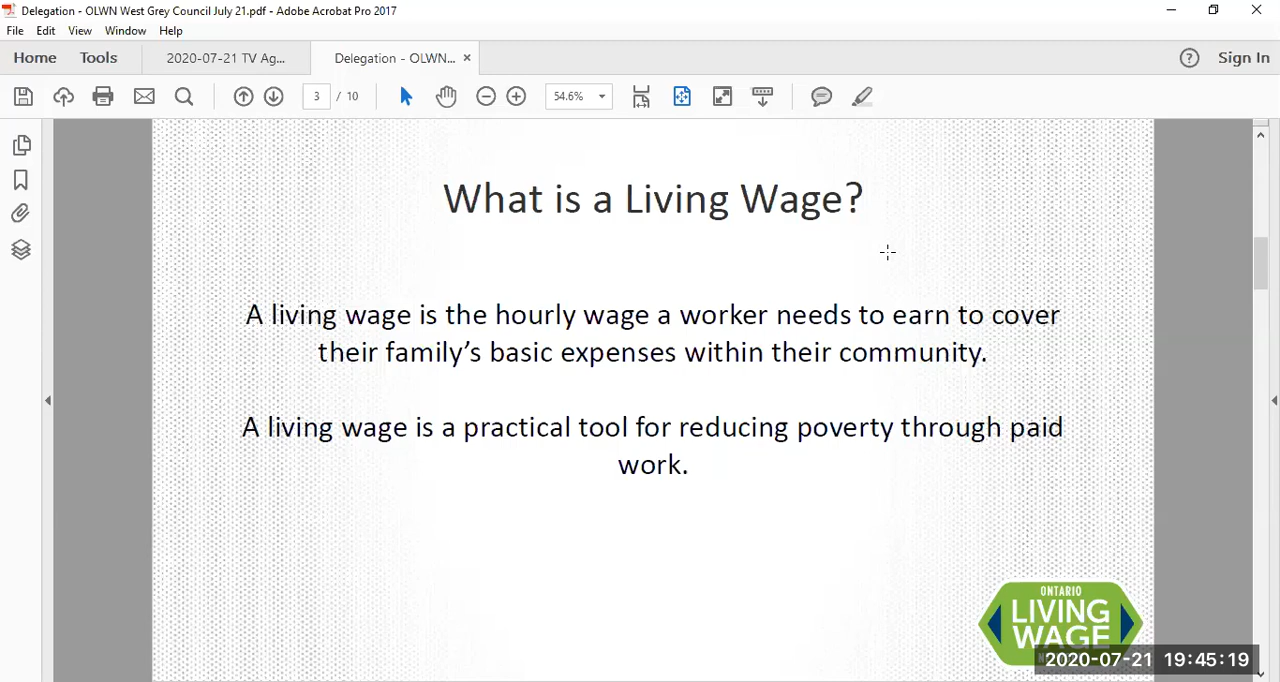 Delegation - OLWN West Grey Council July 21.pdf - Adobe Acrobat Pro 2017
File Edit View Window Help
Home Tools 2020-07-21 TV Ag... Delegation - OLWN... × ? Sign In
3 / 10 54.6%
What is a Living Wage?
A living wage is the hourly wage a worker needs to earn to cover
their family’s basic expenses within their community.
A living wage is a practical tool for reducing poverty through paid
work.
ONTARIO
LIVING
WAGE
2020-07-21 19:45:19